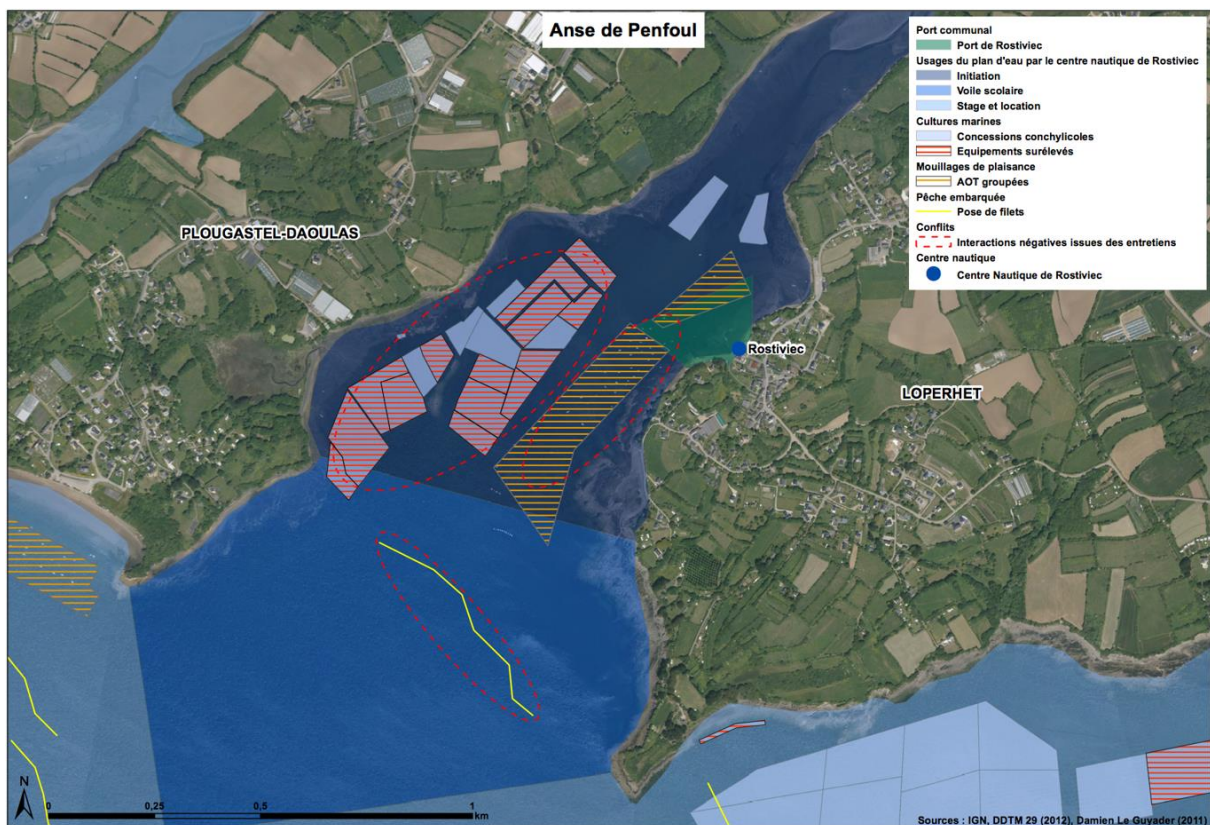 Anse de Penfoul
Port communal
Port de Rostiviec
Usages du plan d'eau par le centre nautique de Rostiviec
Initiation
Voile scolaire
Stage et location
Cultures marines
Concessions conchylicoles
Equipements surélevés
Mouillages de plaisance
AOT groupées
Pêche embarquée
Pose de filets
Conflits
Interactions négatives issues des entretiens
Centre nautique
Centre Nautique de Rostiviec
PLOUGASTEL-DAOULAS
Rostiviec
LOPERHET
N
0 0,25 0,5 1
km
Sources : IGN, DDTM 29 (2012), Damien Le Guyader (2011)